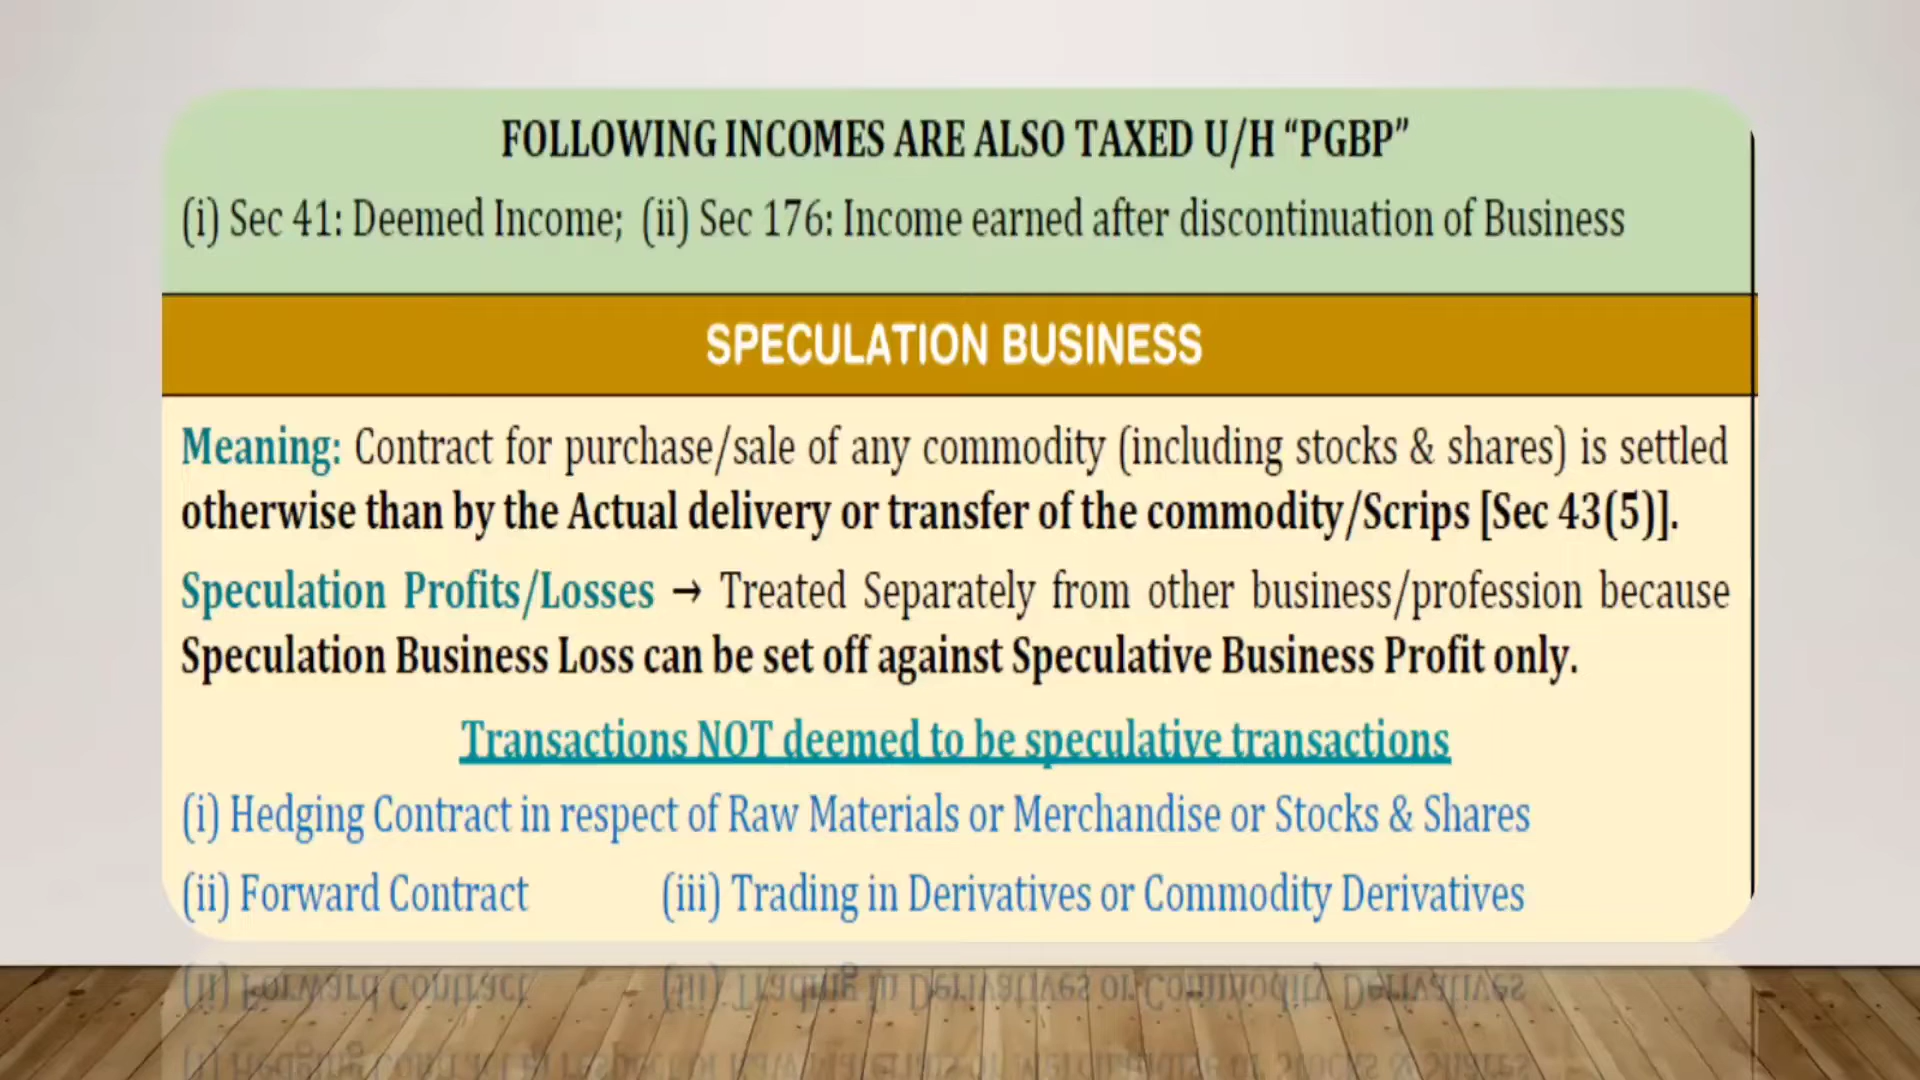 FOLLOWING INCOMES ARE ALSO TAXED U/H “PGBP”
(i) Sec 41: Deemed Income; (ii) Sec 176: Income earned after discontinuation of Business
SPECULATION BUSINESS
Meaning: Contract for purchase/sale of any commodity (including stocks & shares) is settled
otherwise than by the Actual delivery or transfer of the commodity/Scrips [Sec 43(5)].
Speculation Profits/Losses → Treated Separately from other business/profession because
Speculation Business Loss can be set off against Speculative Business Profit only.
Transactions NOT deemed to be speculative transactions
(i) Hedging Contract in respect of Raw Materials or Merchandise or Stocks & Shares
(ii) Forward Contract (iii) Trading in Derivatives or Commodity Derivatives